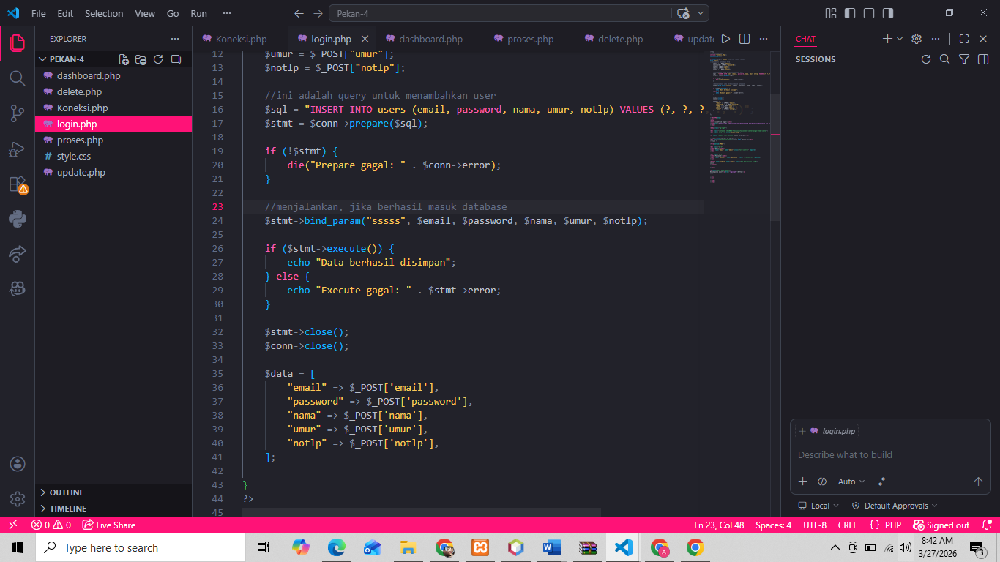 File Edit Selection View Go Run ··· Pekan-4
EXPLORER ···
PEKAN-4
dashboard.php
delete.php
Koneksi.php
login.php
proses.php
# style.css
update.php
OUTLINE
TIMELINE
Koneksi.php login.php dashboard.php proses.php delete.php update
12 $umur = $_POST["umur"];
13 $notlp = $_POST["notlp"];
14
15 //ini adalah query untuk menambahkan user
16 $sql = "INSERT INTO users (email, password, nama, umur, notlp) VALUES (?, ?, ?
17 $stmt = $conn->prepare($sql);
18
19 if (!$stmt) {
20 die("Prepare gagal: " . $conn->error);
21 }
22
23 //menjalankan, jika berhasil masuk database
24 $stmt->bind_param("sssss", $email, $password, $nama, $umur, $notlp);
25
26 if ($stmt->execute()) {
27 echo "Data berhasil disimpan";
28 } else {
29 echo "Execute gagal: " . $stmt->error;
30 }
31
32 $stmt->close();
33 $conn->close();
34
35 $data = [
36 "email" => $_POST['email'],
37 "password" => $_POST['password'],
38 "nama" => $_POST['nama'],
39 "umur" => $_POST['umur'],
40 "notlp" => $_POST['notlp'],
41 ];
42
43 }
44 ?>
45
CHAT
SESSIONS
+ login.php
Describe what to build
Auto
Local Default Approvals
0 0 Live Share Ln 23, Col 48 Spaces: 4 UTF-8 CRLF { } PHP Signed out
Type here to search
8:42 AM
3/27/2026
3